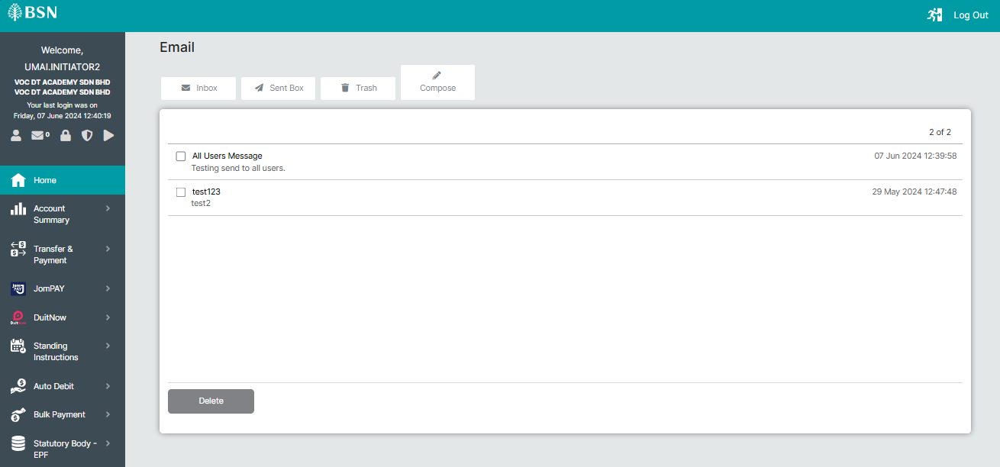 BSN
Log Out
Welcome,
UMAI.INITIATOR2
VOC DT ACADEMY SDN BHD
VOC DT ACADEMY SDN BHD
Your last login was on
Friday, 07 June 2024 12:40:19
0
Home
Account
Summary
Transfer &
Payment
JomPAY
DuitNow
Standing
Instructions
Auto Debit
Bulk Payment
Statutory Body -
EPF
Email
Inbox
Sent Box
Trash
Compose
2 of 2
All Users Message
07 Jun 2024 12:39:58
Testing send to all users.
test123
29 May 2024 12:47:48
test2
Delete